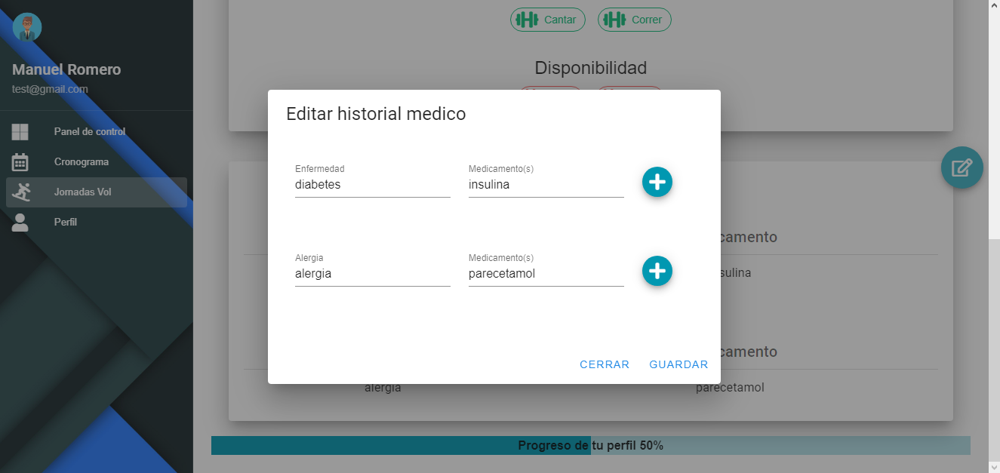 Manuel Romero
test@gmail.com
Panel de control
Cronograma
Jornadas Vol
Perfil
Cantar Correr
Disponibilidad
Editar historial medico
Enfermedad Medicamento(s)
diabetes insulina
Alergia Medicamento(s)
alergia parecetamol
CERRAR GUARDAR
camento
sulina
camento
alergia parecetamol
Progreso de tu perfil 50%